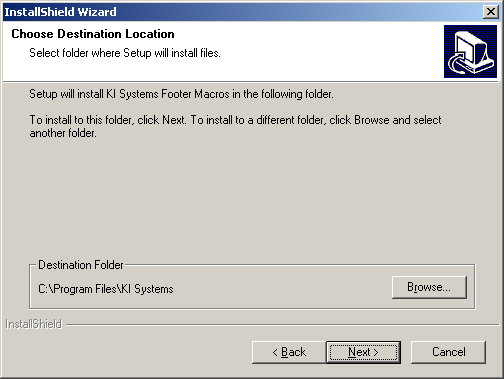 InstallShield Wizard
Choose Destination Location
Select folder where Setup will install files.
Setup will install KI Systems Footer Macros in the following folder.
To install to this folder, click Next. To install to a different folder, click Browse and select
another folder.
Destination Folder
C:\Program Files\KI Systems
Browse...
InstallShield
< Back
Next >
Cancel